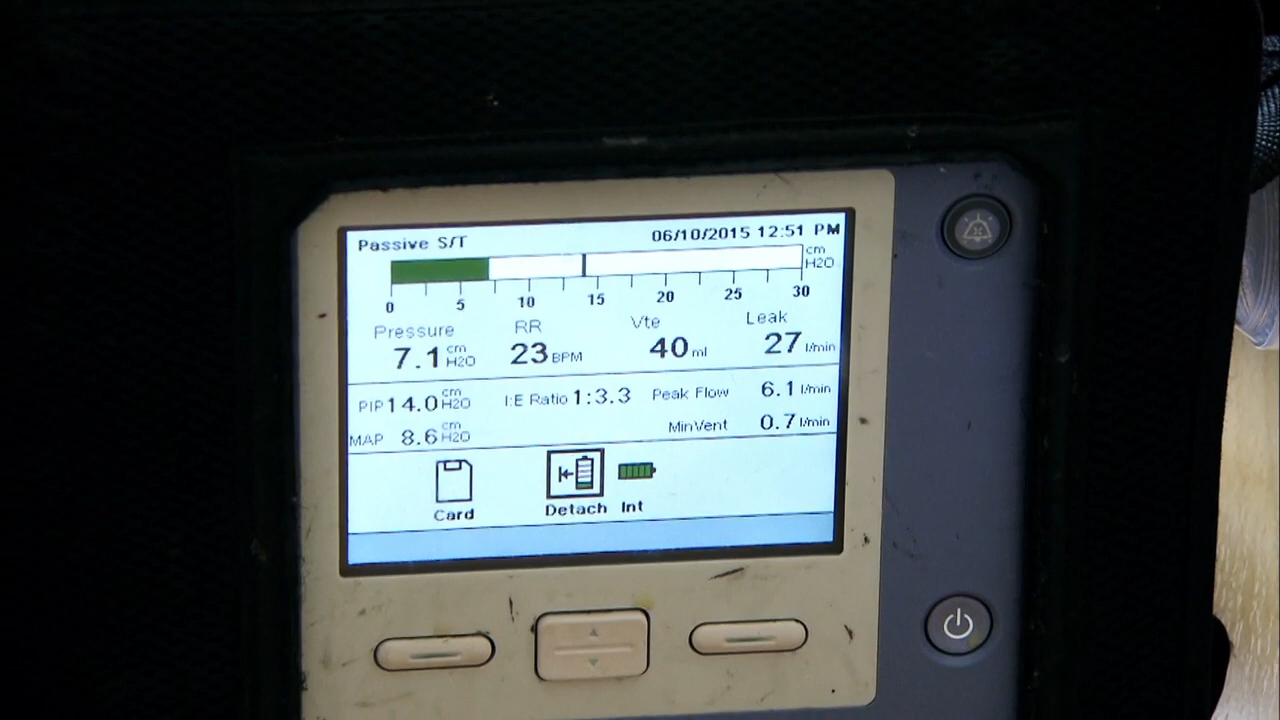 Passive S/T 06/10/2015 12:51 PM
cm H2O
0 5 10 15 20 25 30
Pressure RR Vte Leak
7.1 cm H2O 23 BPM 40 ml 27 l/min
PIP 14.0 cm H2O I:E Ratio 1:3.3 Peak Flow 6.1 l/min
MAP 8.6 cm H2O MinVent 0.7 l/min
Card Detach Int